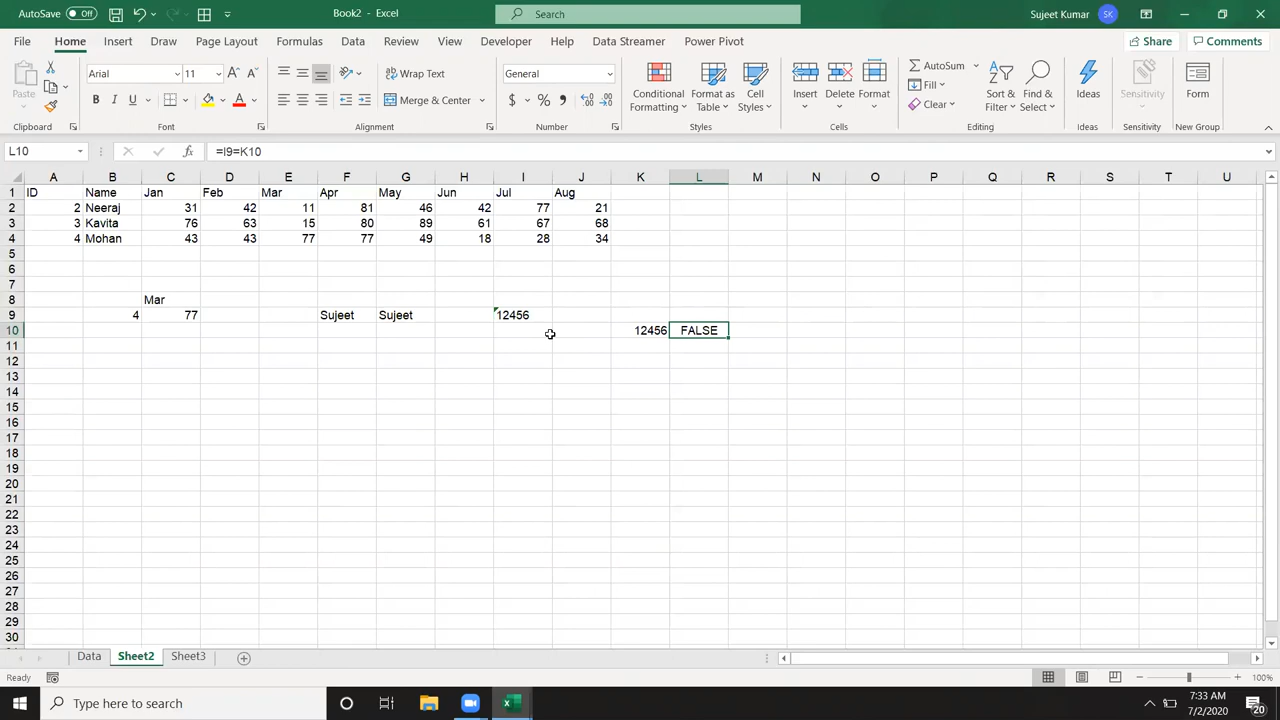 AutoSave Off Book2 - Excel Search Sujeet Kumar SK
File Home Insert Draw Page Layout Formulas Data Review View Developer Help Data Streamer Power Pivot Share Comments
Paste Arial 11 Wrap Text General Conditional Formatting Format as Table Cell Styles Insert Delete Format AutoSum Sort & Filter Find & Select Ideas Sensitivity Form
B I U Merge & Center $ % Fill
Clear
Clipboard Font Alignment Number Styles Cells Editing Ideas Sensitivity New Group
L10 fx =I9=K10
A B C D E F G H I J K L M N O P Q R S T U
1 ID Name Jan Feb Mar Apr May Jun Jul Aug
2 2 Neeraj 31 42 11 81 46 42 77 21
3 3 Kavita 76 63 15 80 89 61 67 68
4 4 Mohan 43 43 77 77 49 18 28 34
5
6
7
8 Mar
9 4 77 Sujeet Sujeet 12456
10 12456 FALSE
11
12
13
14
15
16
17
18
19
20
21
22
23
24
25
26
27
28
29
30
Data Sheet2 Sheet3
Ready 100%
Type here to search 7:33 AM
7/2/2020 20